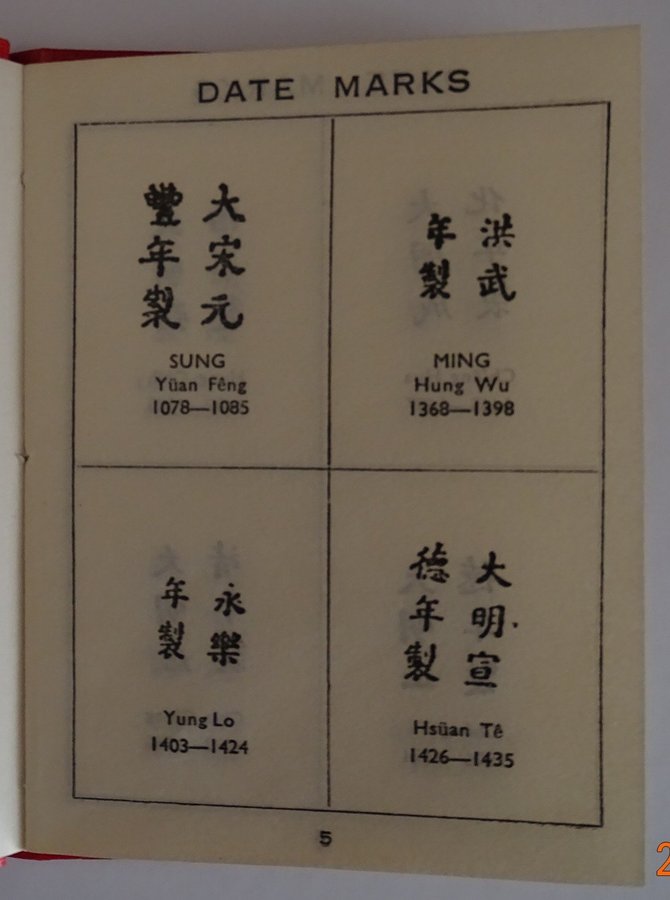 DATE MARKS
大宋元
豐年製
SUNG
Yüan Fêng
1078—1085
洪武
年製
MING
Hung Wu
1368—1398
永樂
年製
Yung Lo
1403—1424
大明宣
德年製
Hsüan Tê
1426—1435
5
2